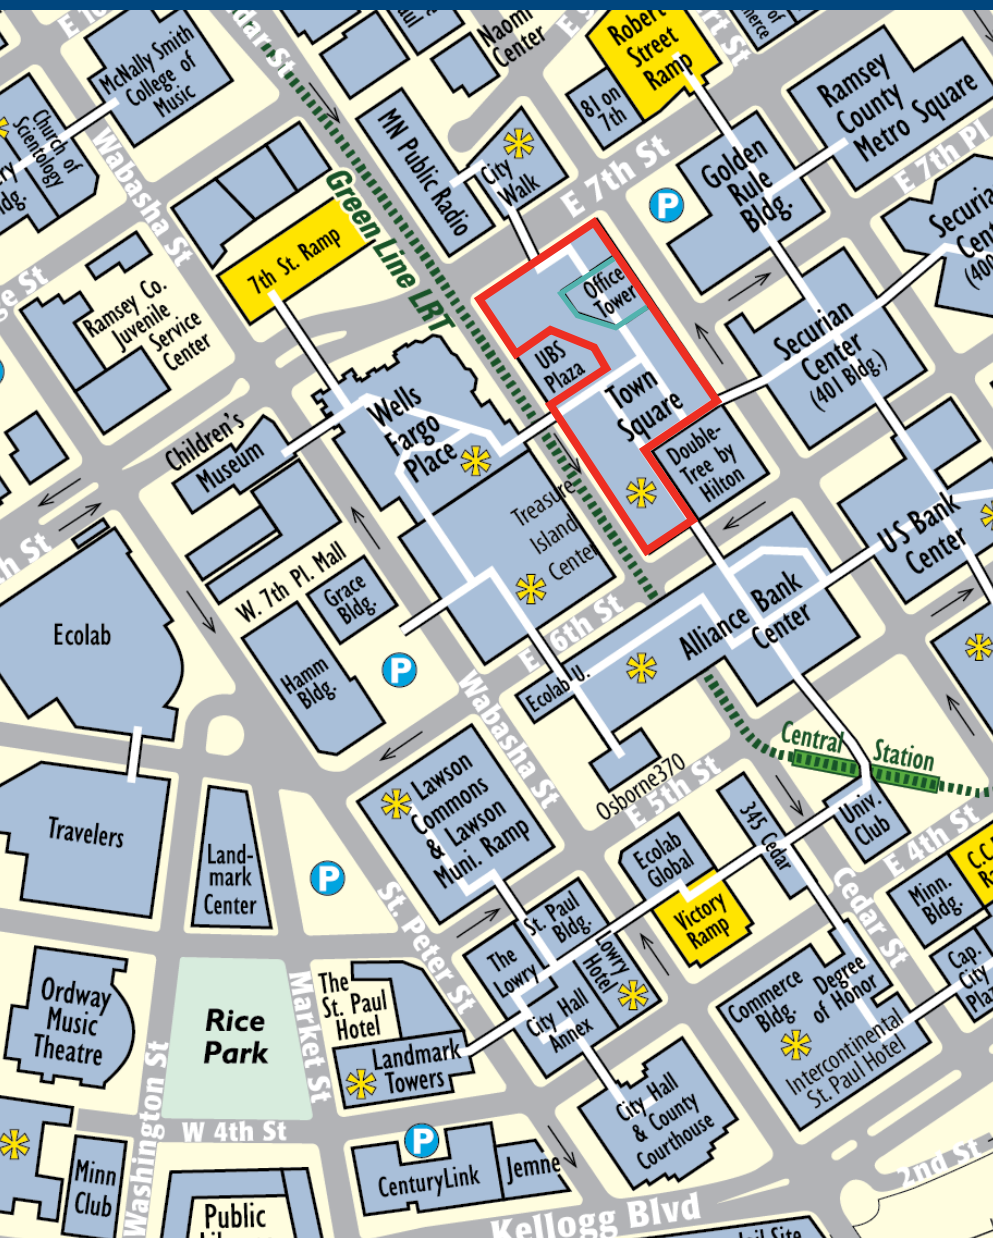 McNally Smith
College of
Music
Naomi
Center
Robert
Street
Ramp
81 on
7th
Ramsey
County
Metro Square
E 7th Pl
Church of
Scientology
Wabasha St
MN Public Radio
City
Walk
E 7th St
P
Golden
Rule
Bldg.
7th St. Ramp
Green Line LRT
Ramsey Co.
Juvenile
Service
Center
Office
Tower
UBS
Plaza
Town
Square
Securian
Center
(401 Bldg.)
Wells
Fargo
Place
Children's
Museum
Double-
Tree by
Hilton
Treasure
Island
Center
US Bank
Center
W. 7th Pl. Mall
Grace
Bldg.
Ecolab
Hamm
Bldg.
P
E 6th St
Alliance Bank
Center
Ecolab U.
Wabasha St
Osborne370
Central Station
E 5th St
Lawson
Commons
& Lawson
Muni. Ramp
Travelers
Land-
mark
Center
P
345 Cedar
Univ.
Club
E 4th St
Ecolab
Global
Victory
Ramp
Minn.
Bldg.
Cedar St
St. Peter St
St. Paul
Bldg.
The
Lowry
Lowry
Hotel
City Hall
Annex
Commerce
Bldg.
Degree
of Honor
Intercontinental
St. Paul Hotel
Cap.
City
Plaz
Ordway
Music
Theatre
Rice
Park
Market St
The
St. Paul
Hotel
Landmark
Towers
City Hall
& County
Courthouse
Washington St
W 4th St
P
CenturyLink
Jemne
Minn
Club
Public
Kellogg Blvd
2nd St